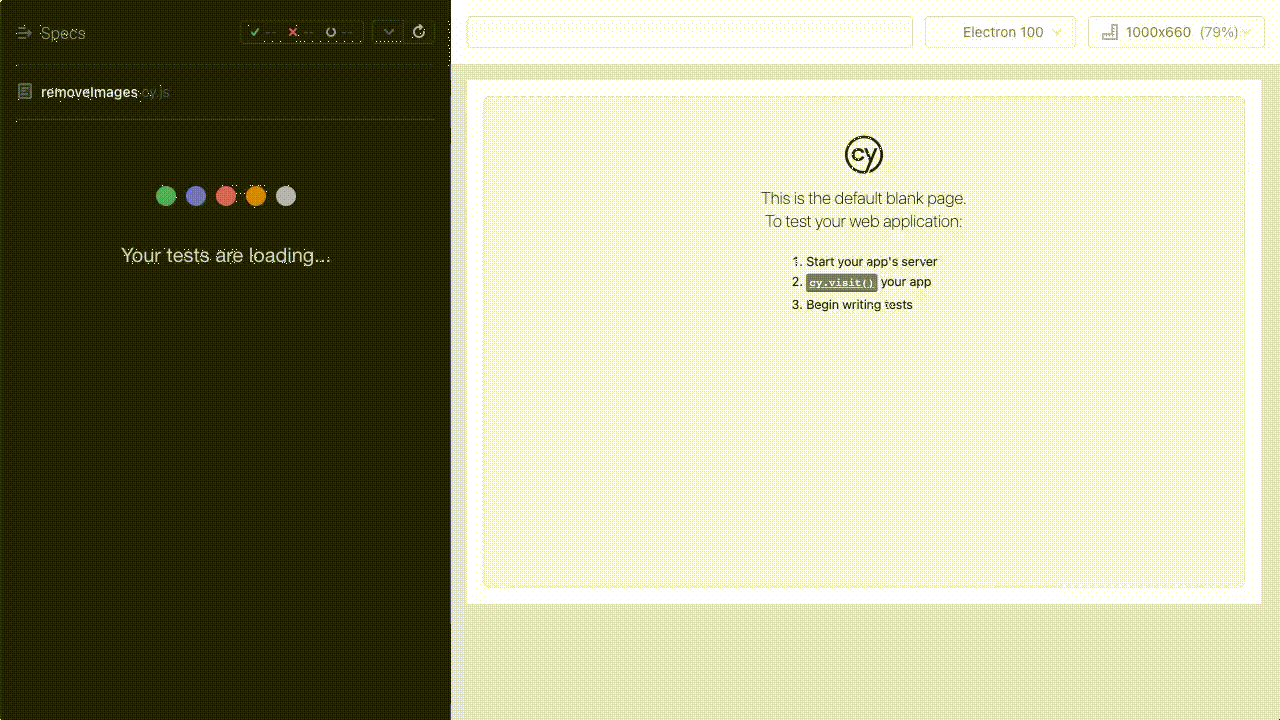 Specs
-- -- --
removeImages.cy.js
Your tests are loading...
Electron 100
1000x660 (79%)
cy
This is the default blank page.
To test your web application:
1. Start your app's server
2. cy.visit() your app
3. Begin writing tests